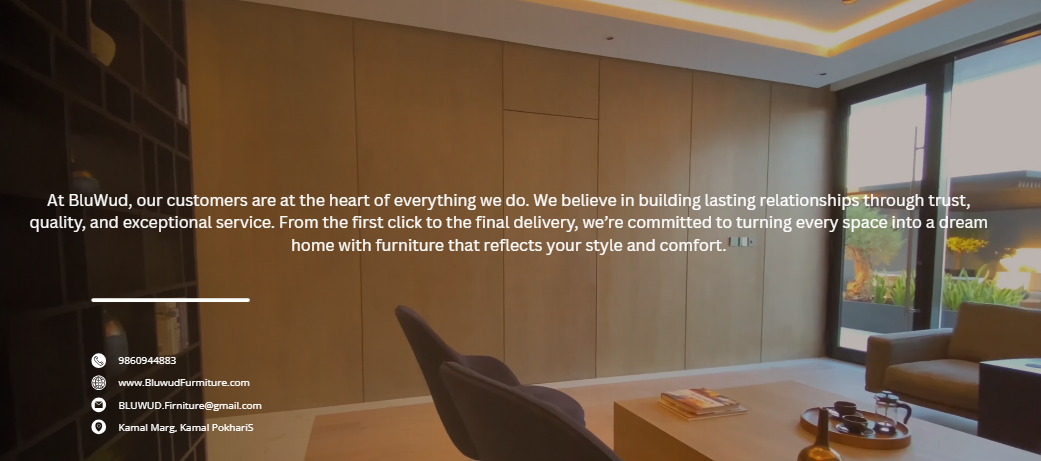 At BluWud, our customers are at the heart of everything we do. We believe in building lasting relationships through trust,
quality, and exceptional service. From the first click to the final delivery, we’re committed to turning every space into a dream
home with furniture that reflects your style and comfort.
9860944883
www.BluwudFurniture.com
BLUWUD.Firniture@gmail.com
Kamal Marg, Kamal PokhariS